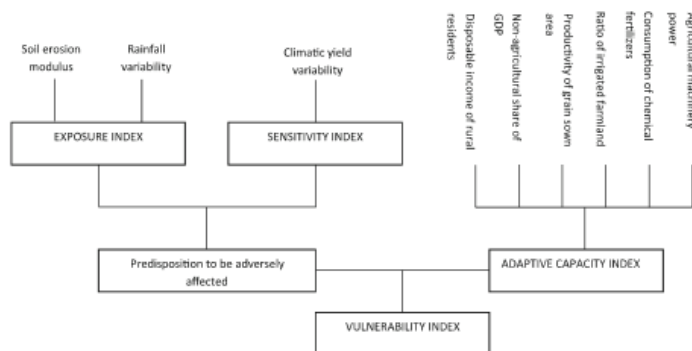 Soil erosion
modulus
Rainfall
variability
Climatic yield
variability
Disposable income of rural
residents
Non-agricultural share of
GDP
Productivity of grain sown
area
Ratio of irrigated farmland
Consumption of chemical
fertilizers
Agricultural machinery
power
EXPOSURE INDEX
SENSITIVITY INDEX
Predisposition to be adversely
affected
ADAPTIVE CAPACITY INDEX
VULNERABILITY INDEX